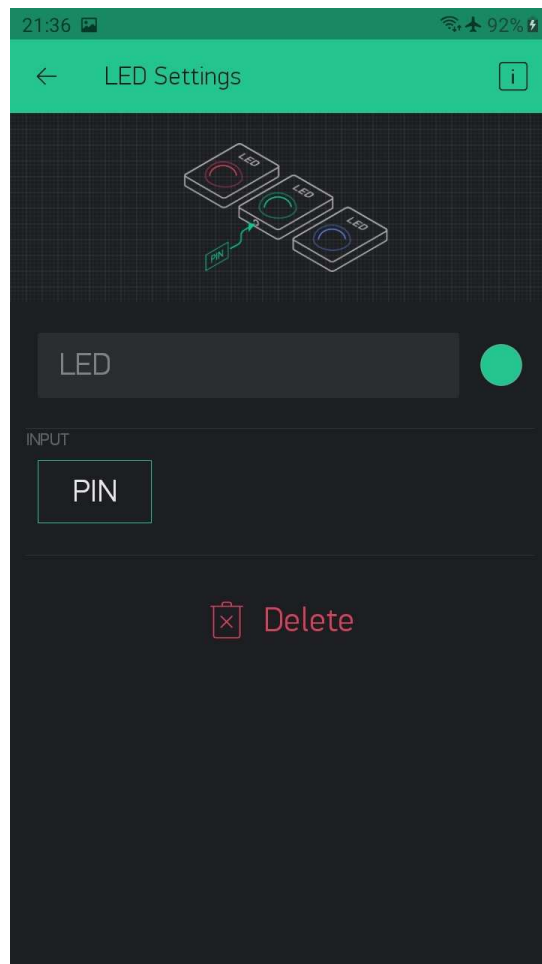 21:36 92%
LED Settings
LED
LED
LED
PIN
LED
INPUT
PIN
Delete